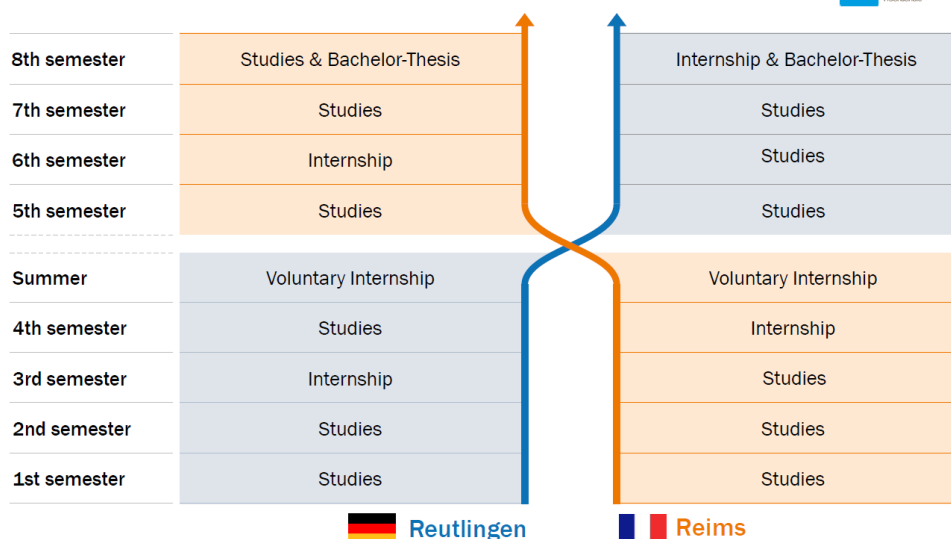 8th semester Studies & Bachelor-Thesis Internship & Bachelor-Thesis
7th semester Studies Studies
6th semester Internship Studies
5th semester Studies Studies
Summer Voluntary Internship Voluntary Internship
4th semester Studies Internship
3rd semester Internship Studies
2nd semester Studies Studies
1st semester Studies Studies
Reutlingen Reims